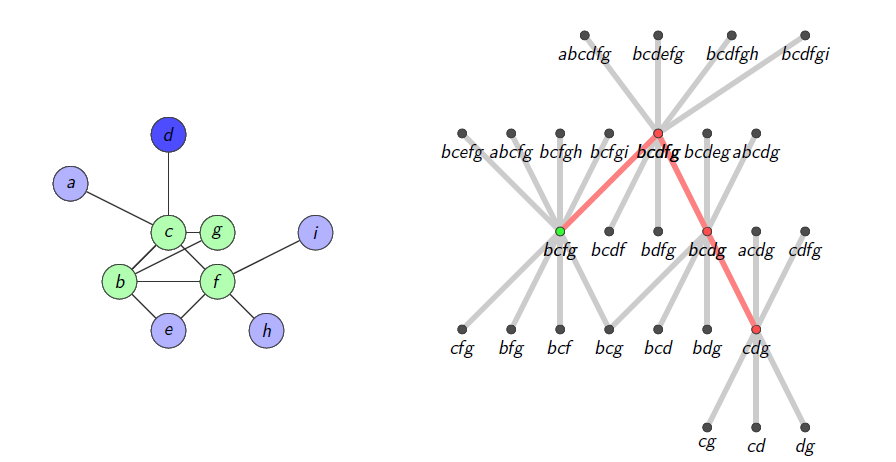 d
a
c g i
b f
e h
abcdfg bcdefg bcdfgh bcdfgi
bcefg abcfg bcfgh bcfgi bcdfg bcdeg abcdg
bcfg bcdf bdfg bcdg acdg cdfg
cfg bfg bcf bcg bcd bdg cdg
cg cd dg